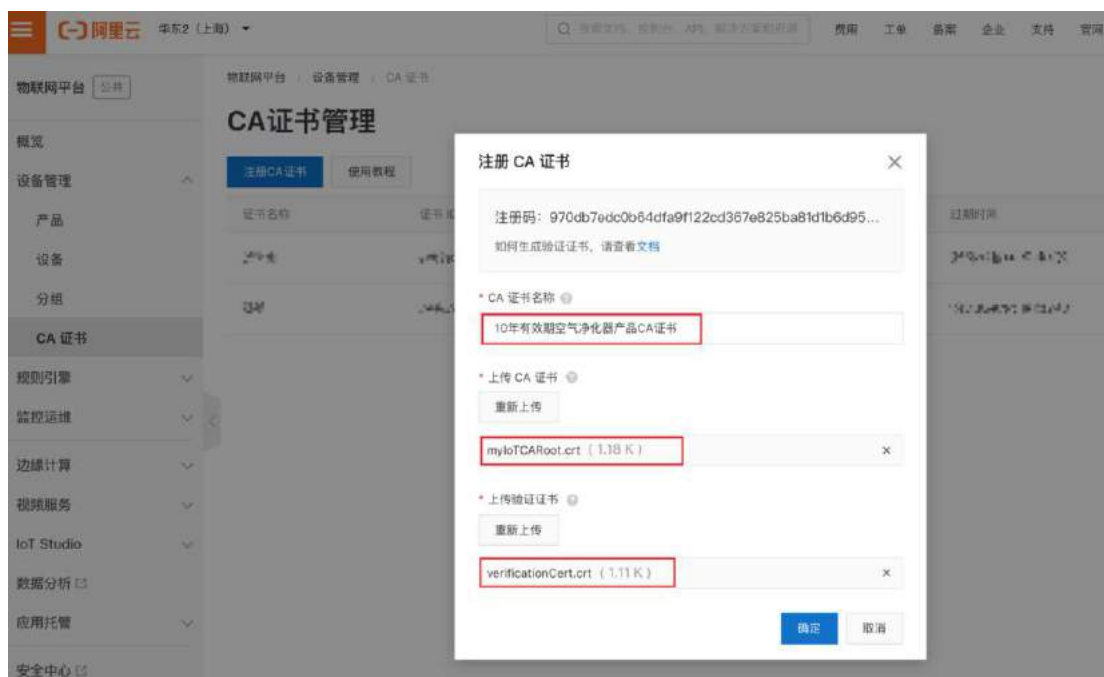 阿里云 华东2（上海） 费用 工单 备案 企业 支持 官网
物联网平台 公共
概览
设备管理
产品
设备
分组
CA 证书
规则引擎
监控运维
边缘计算
视频服务
IoT Studio
数据分析
应用托管
安全中心
物联网平台 / 设备管理 / CA 证书
CA证书管理
注册CA证书 使用教程
证书名称 证书 ID 过期时间
注册 CA 证书
注册码：970db7edc0b64dfa9f122cd367e825ba81d1b6d95...
如何生成验证证书，请查看文档
* CA 证书名称
10年有效期空气净化器产品CA证书
* 上传 CA 证书
重新上传
myIoTCARoot.crt（1.18 K）
* 上传验证证书
重新上传
verificationCert.crt（1.11 K）
确定 取消